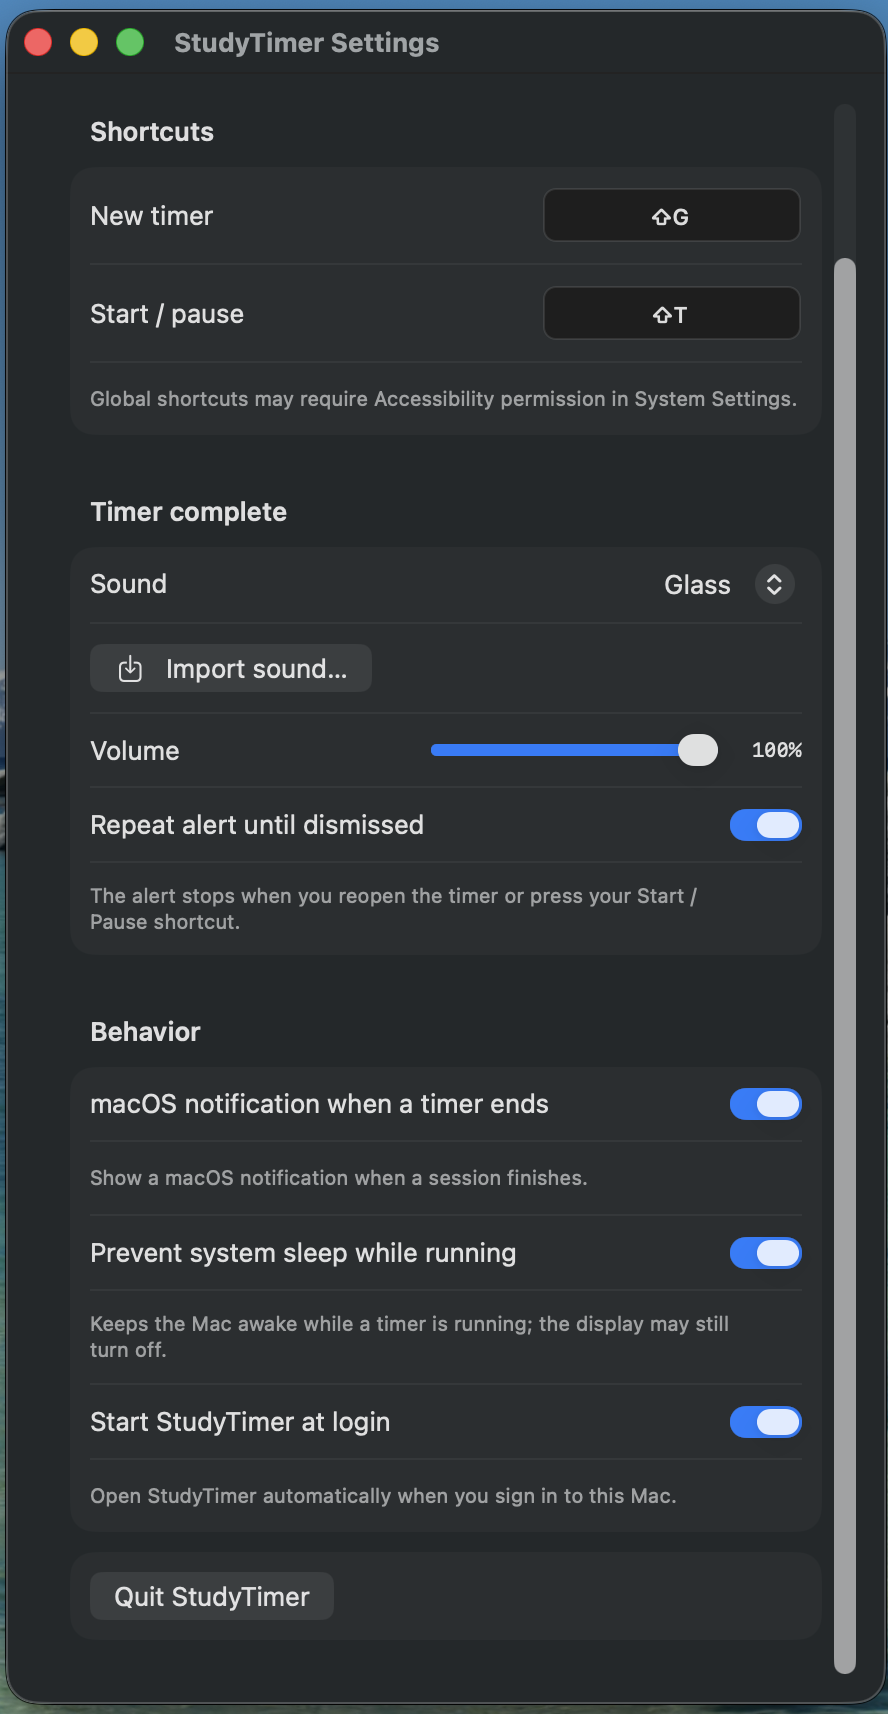 StudyTimer Settings
Shortcuts
New timer
⇧G
Start / pause
⇧T
Global shortcuts may require Accessibility permission in System Settings.
Timer complete
Sound
Glass
Import sound...
Volume
100%
Repeat alert until dismissed
The alert stops when you reopen the timer or press your Start /
Pause shortcut.
Behavior
macOS notification when a timer ends
Show a macOS notification when a session finishes.
Prevent system sleep while running
Keeps the Mac awake while a timer is running; the display may still
turn off.
Start StudyTimer at login
Open StudyTimer automatically when you sign in to this Mac.
Quit StudyTimer